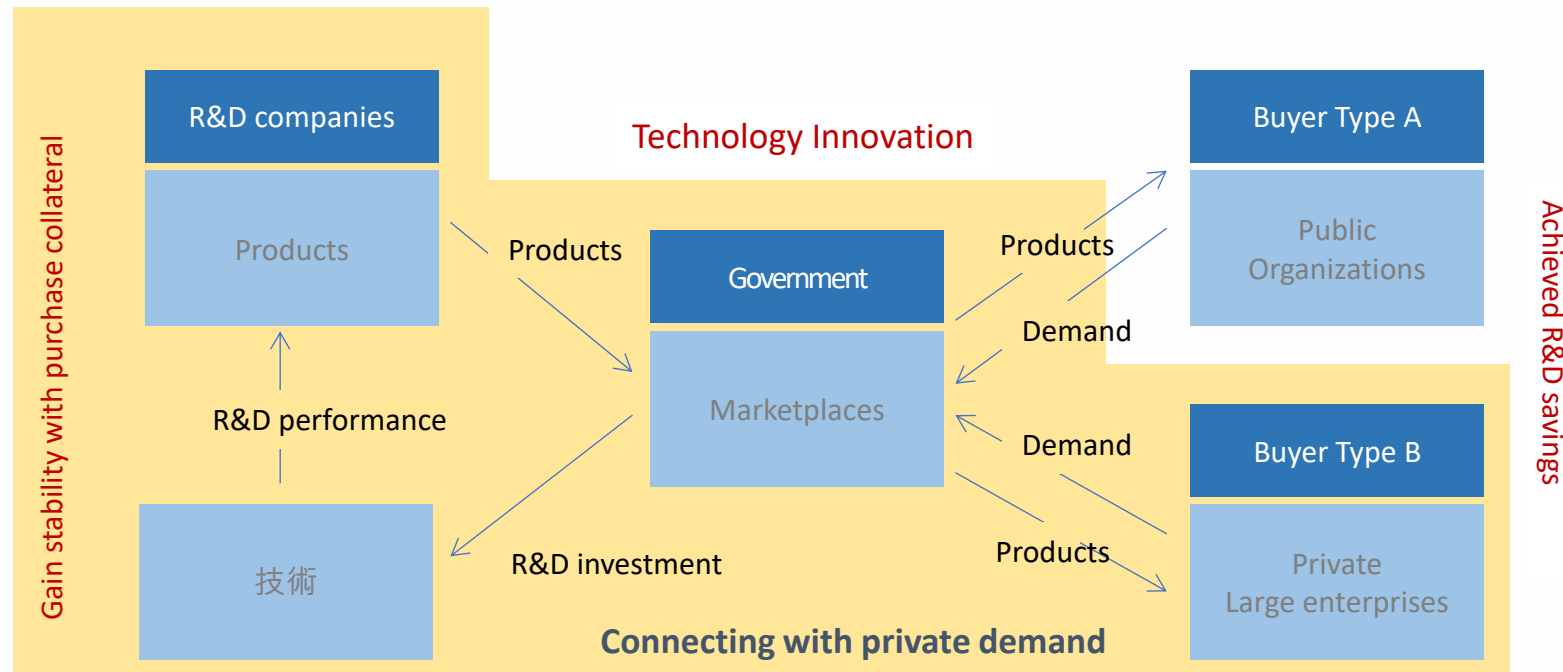 Gain stability with purchase collateral
R&D companies
Products
R&D performance
技術
Technology Innovation
Products
R&D investment
Government
Marketplaces
Products
Demand
Demand
Products
Connecting with private demand
Buyer Type A
Public
Organizations
Buyer Type B
Private
Large enterprises
Achieved R&D savings